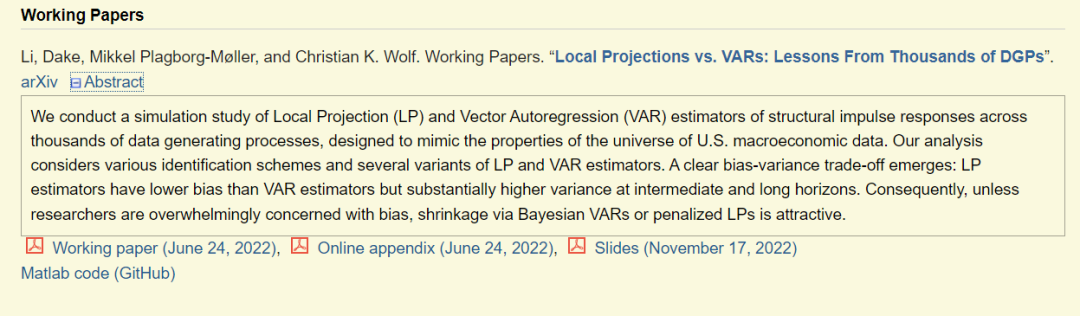 Working Papers
Li, Dake, Mikkel Plagborg-Møller, and Christian K. Wolf. Working Papers. “Local Projections vs. VARs: Lessons From Thousands of DGPs”.
arXiv Abstract
We conduct a simulation study of Local Projection (LP) and Vector Autoregression (VAR) estimators of structural impulse responses across
thousands of data generating processes, designed to mimic the properties of the universe of U.S. macroeconomic data. Our analysis
considers various identification schemes and several variants of LP and VAR estimators. A clear bias-variance trade-off emerges: LP
estimators have lower bias than VAR estimators but substantially higher variance at intermediate and long horizons. Consequently, unless
researchers are overwhelmingly concerned with bias, shrinkage via Bayesian VARs or penalized LPs is attractive.
Working paper (June 24, 2022), Online appendix (June 24, 2022), Slides (November 17, 2022)
Matlab code (GitHub)